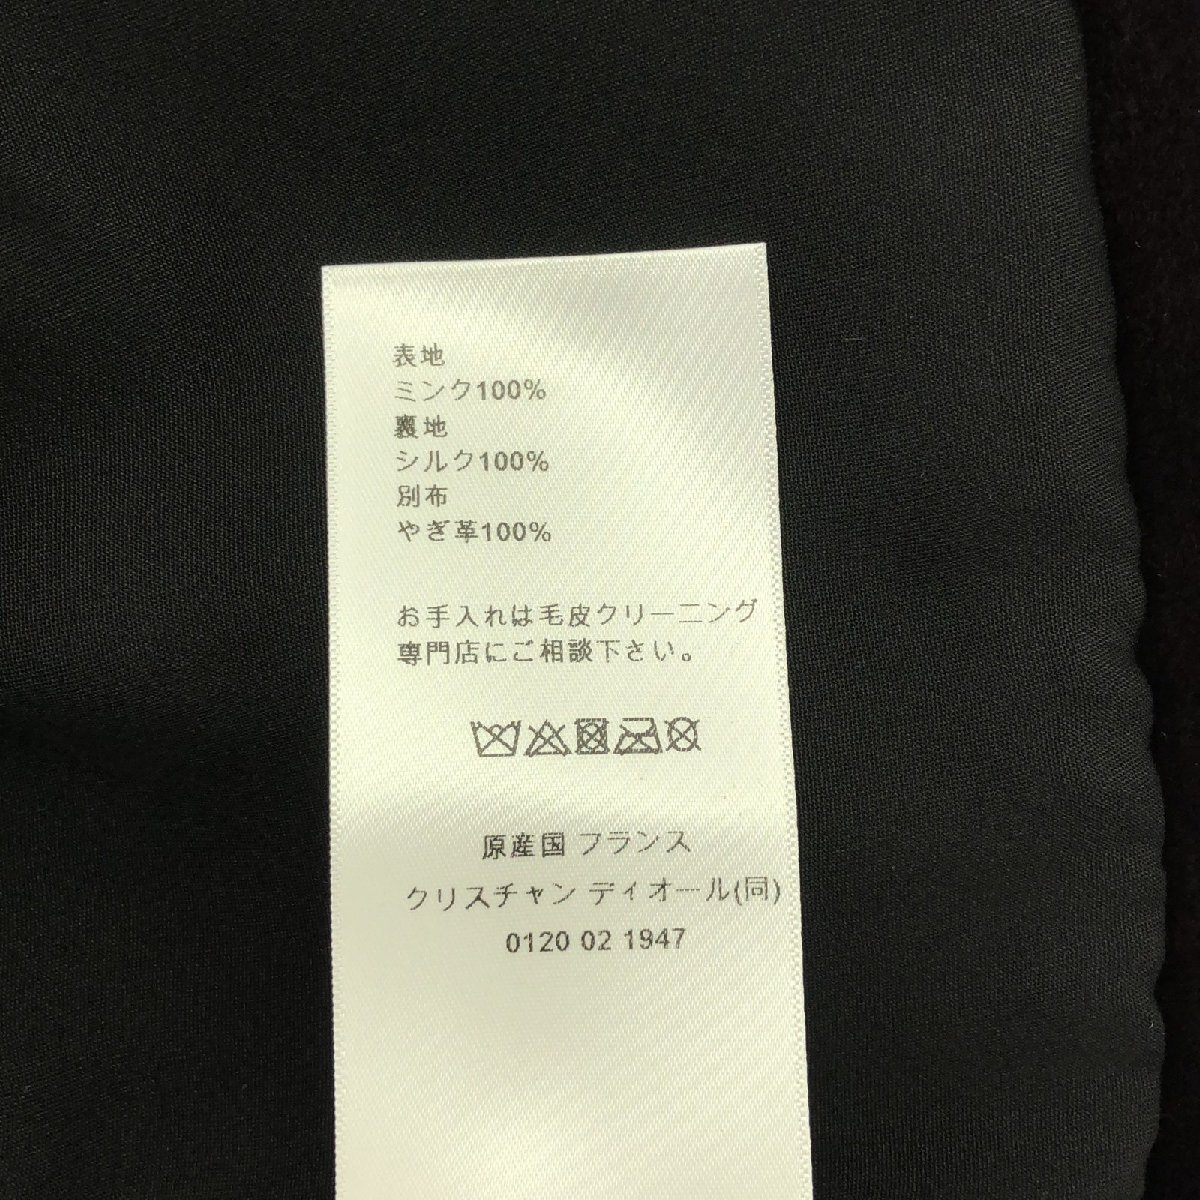 表地
ミンク100%
裏地
シルク100%
別布
やぎ革100%
お手入れは毛皮クリーニング
専門店にご相談下さい。
原産国 フランス
クリスチャン ディオール(同)
0120 02 1947